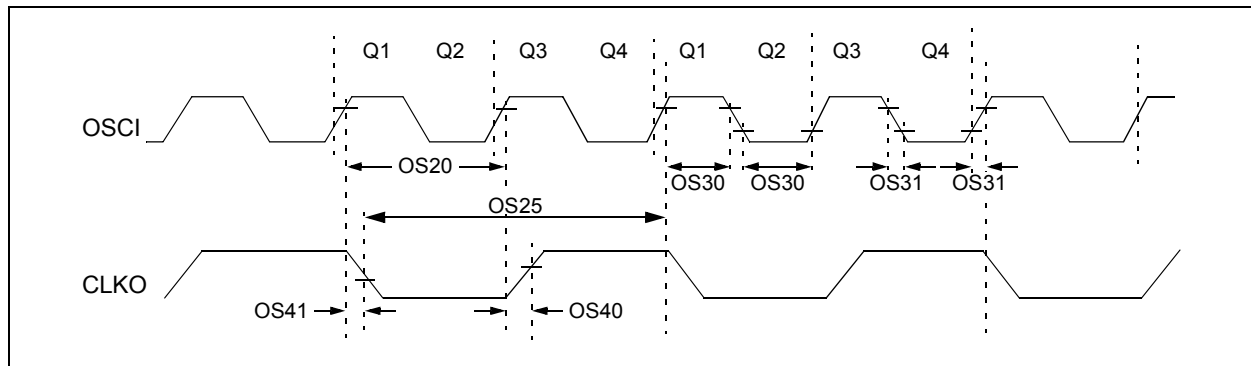 Q1 Q2 Q3 Q4 Q1 Q2 Q3 Q4
OSCI
OS20
OS30 OS30 OS31 OS31
OS25
CLKO
OS41 OS40